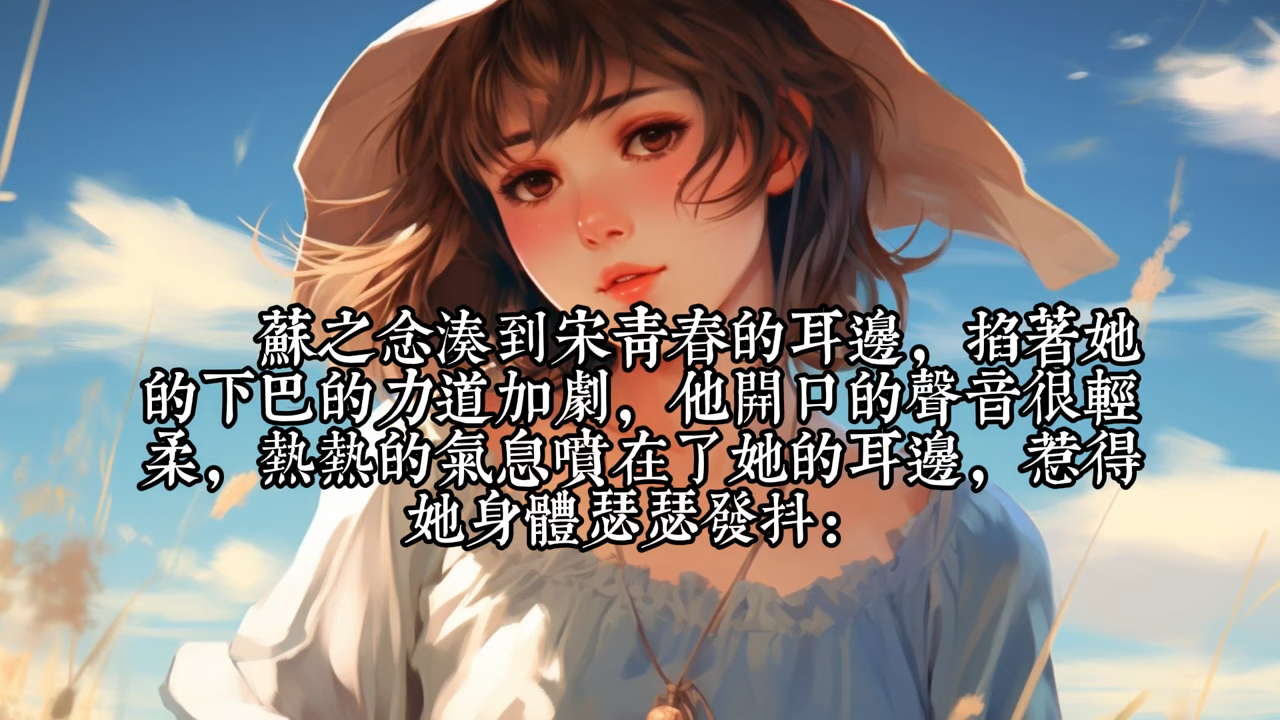 蘇之念湊到宋青春的耳邊，掐著她
的下巴的力道加劇，他開口的聲音很輕
柔，熱熱的氣息噴在了她的耳邊，惹得
她身體瑟瑟發抖：